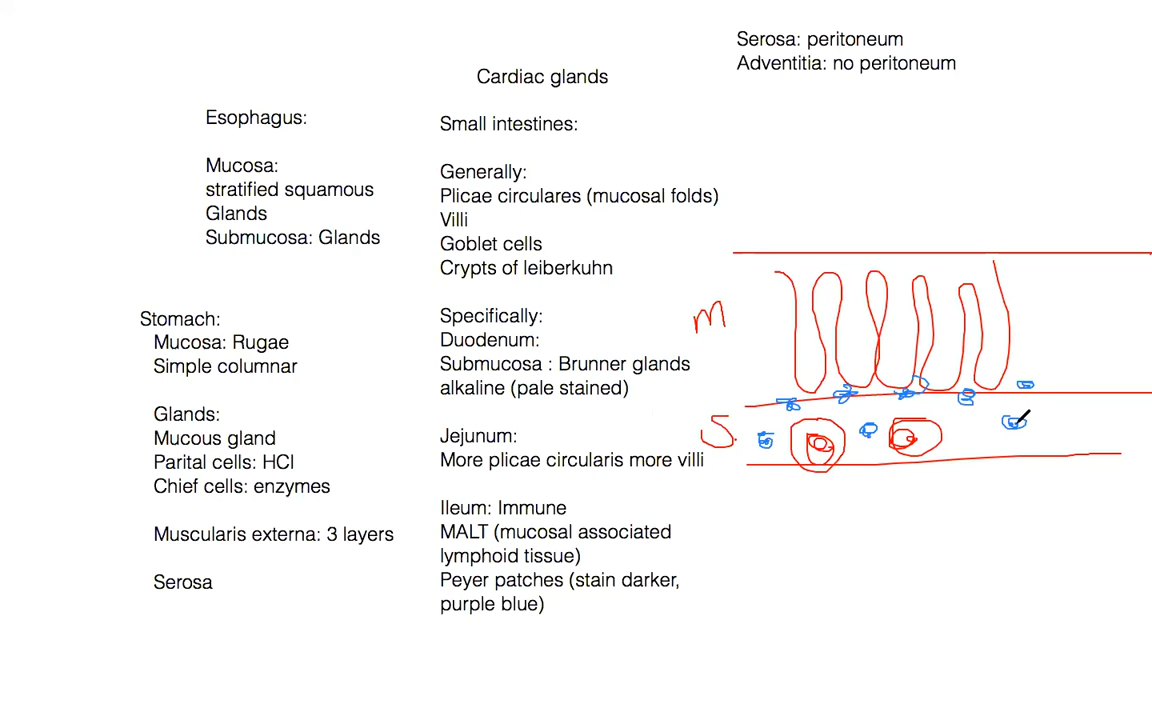 Serosa: peritoneum
Adventitia: no peritoneum
Cardiac glands
Esophagus:
Mucosa:
stratified squamous
Glands
Submucosa: Glands
Stomach:
Mucosa: Rugae
Simple columnar
Glands:
Mucous gland
Parital cells: HCl
Chief cells: enzymes
Muscularis externa: 3 layers
Serosa
Small intestines:
Generally:
Plicae circulares (mucosal folds)
Villi
Goblet cells
Crypts of leiberkuhn
Specifically:
Duodenum:
Submucosa : Brunner glands
alkaline (pale stained)
Jejunum:
More plicae circularis more villi
Ileum: Immune
MALT (mucosal associated
lymphoid tissue)
Peyer patches (stain darker,
purple blue)
m
S.